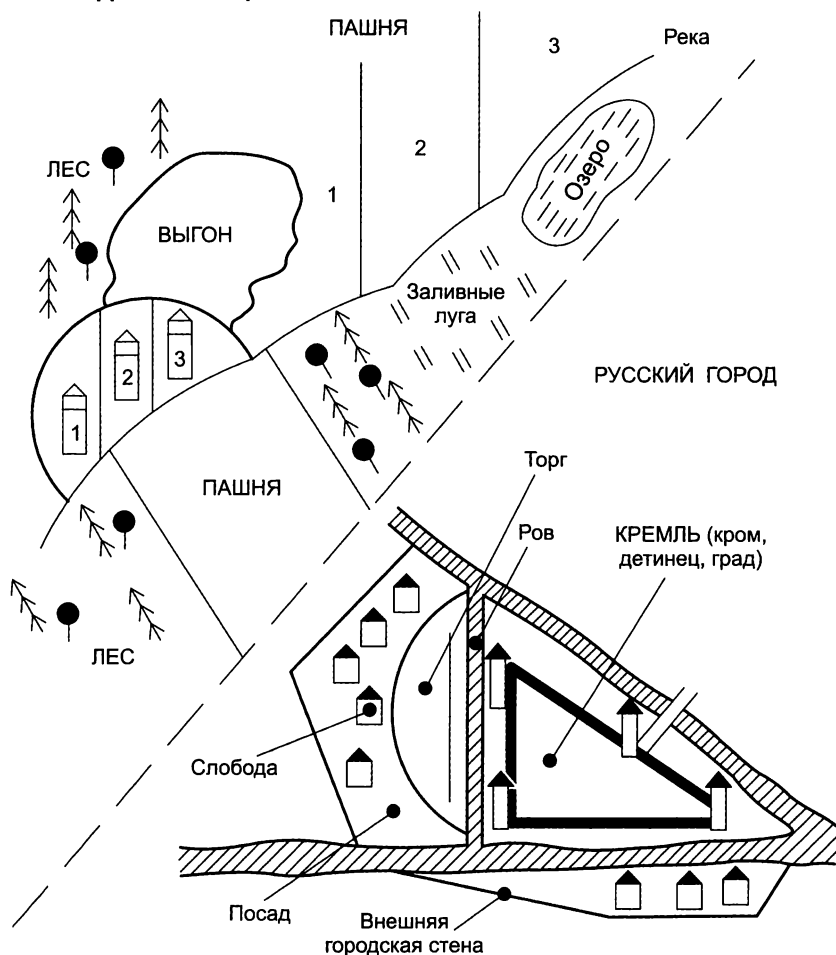 ПАШНЯ
3
Река
2
ЛЕС
1
Озеро
ВЫГОН
Заливные
луга
3
2
1
РУССКИЙ ГОРОД
ПАШНЯ
Торг
Ров
КРЕМЛЬ (кром,
детинец, град)
ЛЕС
Слобода
Посад
Внешняя
городская стена